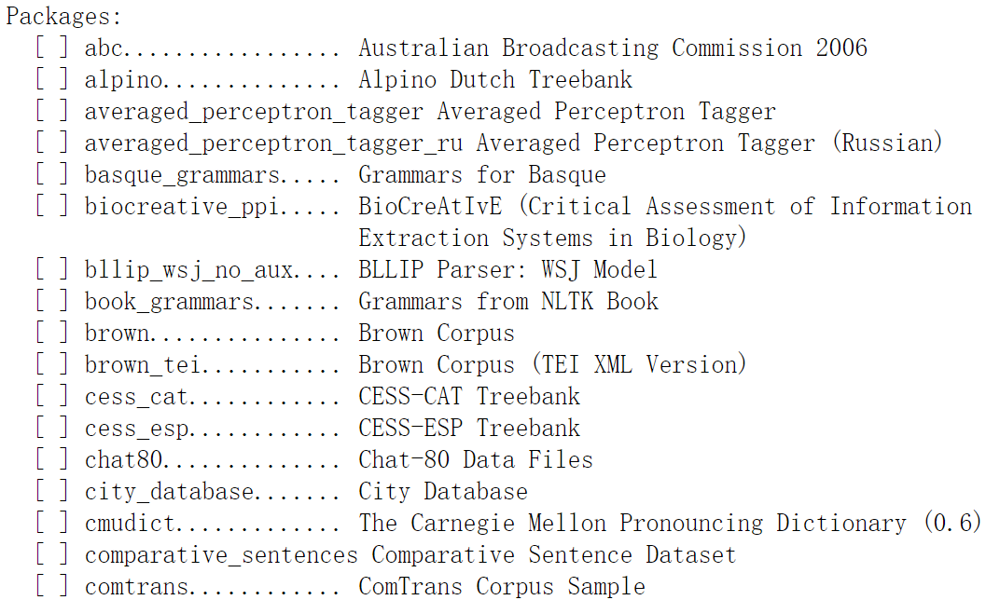 Packages:
  [ ] abc................. Australian Broadcasting Commission 2006
  [ ] alpino.............. Alpino Dutch Treebank
  [ ] averaged_perceptron_tagger Averaged Perceptron Tagger
  [ ] averaged_perceptron_tagger_ru Averaged Perceptron Tagger (Russian)
  [ ] basque_grammars..... Grammars for Basque
  [ ] biocreative_ppi..... BioCreAtIvE (Critical Assessment of Information
                           Extraction Systems in Biology)
  [ ] bllip_wsj_no_aux.... BLLIP Parser: WSJ Model
  [ ] book_grammars....... Grammars from NLTK Book
  [ ] brown............... Brown Corpus
  [ ] brown_tei........... Brown Corpus (TEI XML Version)
  [ ] cess_cat............ CESS-CAT Treebank
  [ ] cess_esp............ CESS-ESP Treebank
  [ ] chat80.............. Chat-80 Data Files
  [ ] city_database....... City Database
  [ ] cmudict............. The Carnegie Mellon Pronouncing Dictionary (0.6)
  [ ] comparative_sentences Comparative Sentence Dataset
  [ ] comtrans............ ComTrans Corpus Sample